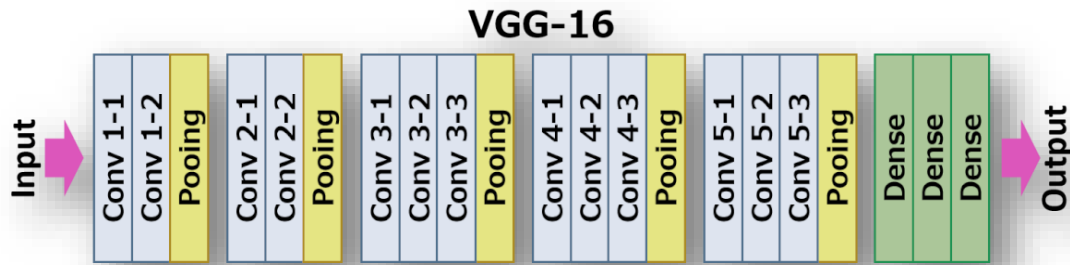 VGG-16
Input
Conv 1-1
Conv 1-2
Pooing
Conv 2-1
Conv 2-2
Pooing
Conv 3-1
Conv 3-2
Conv 3-3
Pooing
Conv 4-1
Conv 4-2
Conv 4-3
Pooing
Conv 5-1
Conv 5-2
Conv 5-3
Pooing
Dense
Dense
Dense
Output